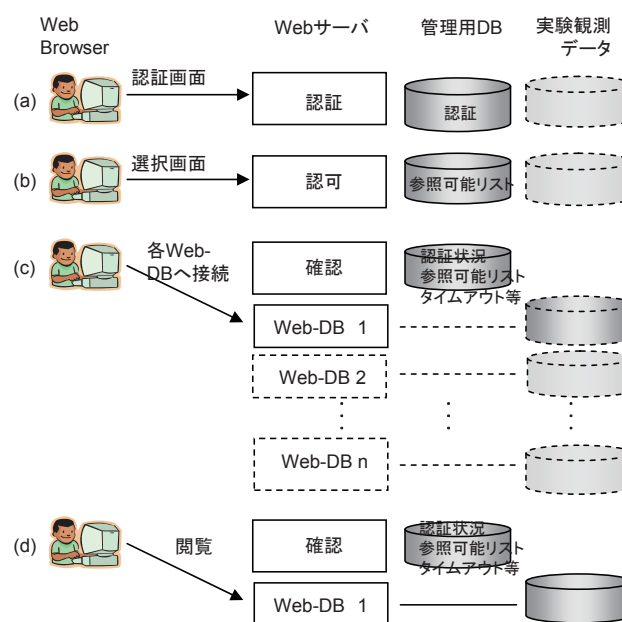 Web
Browser
Webサーバ
管理用DB
実験観測
データ
(a)
認証画面
認証
認証
(b)
選択画面
認可
参照可能リスト
(c)
各Web-
DBへ接続
確認
認証状況
参照可能リスト
タイムアウト等
Web-DB 1
Web-DB 2
Web-DB n
(d)
閲覧
確認
認証状況
参照可能リスト
タイムアウト等
Web-DB 1